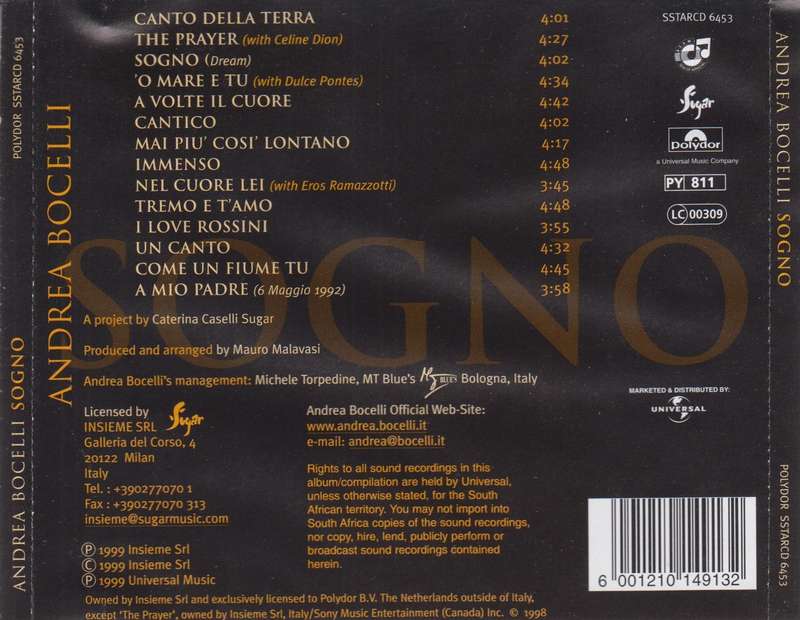 CANTO DELLA TERRA 4:01
THE PRAYER (with Celine Dion) 4:27
SOGNO (Dream) 4:02
'O MARE E TU (with Dulce Pontes) 4:34
A VOLTE IL CUORE 4:42
CANTICO 4:02
MAI PIU' COSI' LONTANO 4:17
IMMENSO 4:48
NEL CUORE LEI (with Eros Ramazzotti) 3:45
TREMO E T'AMO 4:48
I LOVE ROSSINI 3:55
UN CANTO 4:32
COME UN FIUME TU 4:45
A MIO PADRE (6 Maggio 1992) 3:58
SOGNO
A project by Caterina Caselli Sugar
Produced and arranged by Mauro Malavasi
Andrea Bocelli's management: Michele Torpedine, MT Blue's MT BLUE'S Bologna, Italy
Licensed by
INSIEME SRL Sugar
Galleria del Corso, 4
20122 Milan
Italy
Tel. : +390277070 1
Fax : +390277070 313
insieme@sugarmusic.com
Andrea Bocelli Official Web-Site:
www.andrea.bocelli.it
e-mail: andrea@bocelli.it
Rights to all sound recordings in this
album/compilation are held by Universal,
unless otherwise stated, for the South
African territory. You may not import into
South Africa copies of the sound recordings,
nor copy, hire, lend, publicly perform or
broadcast sound recordings contained
herein.
Ⓟ 1999 Insieme Srl
© 1999 Insieme Srl
Ⓟ 1999 Universal Music
Owned by Insieme Srl and exclusively licensed to Polydor B.V. The Netherlands outside of Italy,
except 'The Prayer', owned by Insieme Srl, Italy/Sony Music Entertainment (Canada) Inc. © 1998
SSTARCD 6453
Sugar
polydor
a Universal Music Company
PY 811
LC 00309
MARKETED & DISTRIBUTED BY:
UNIVERSAL
6 001210 149132
ANDREA BOCELLI
ANDREA BOCELLI SOGNO
POLYDOR SSTARCD 6453
ANDREA BOCELLI SOGNO
POLYDOR SSTARCD 6453